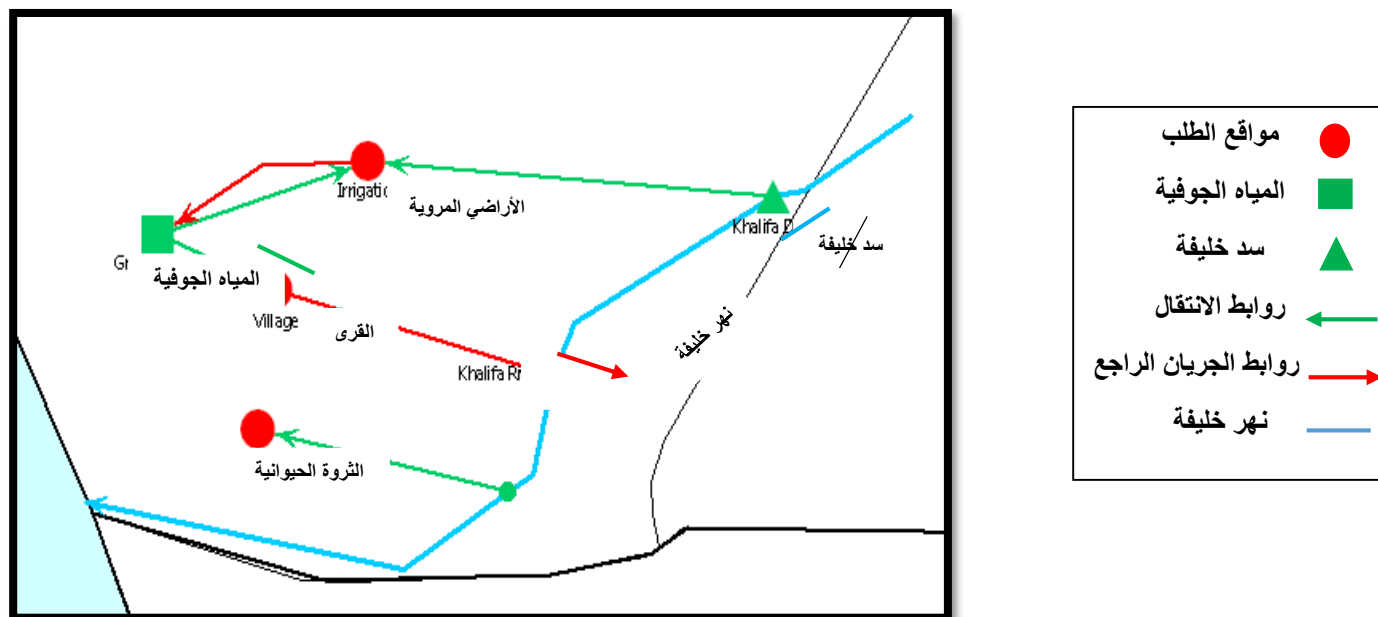 Irrigatic
الأراضي المروية
Khalifa D
سد خليفة
Gr
المياه الجوفية
Village
القرى
نهر خليفة
Khalifa Ri
الثروة الحيوانية
مواقع الطلب
المياه الجوفية
سد خليفة
روابط الانتقال
روابط الجريان الراجع
نهر خليفة